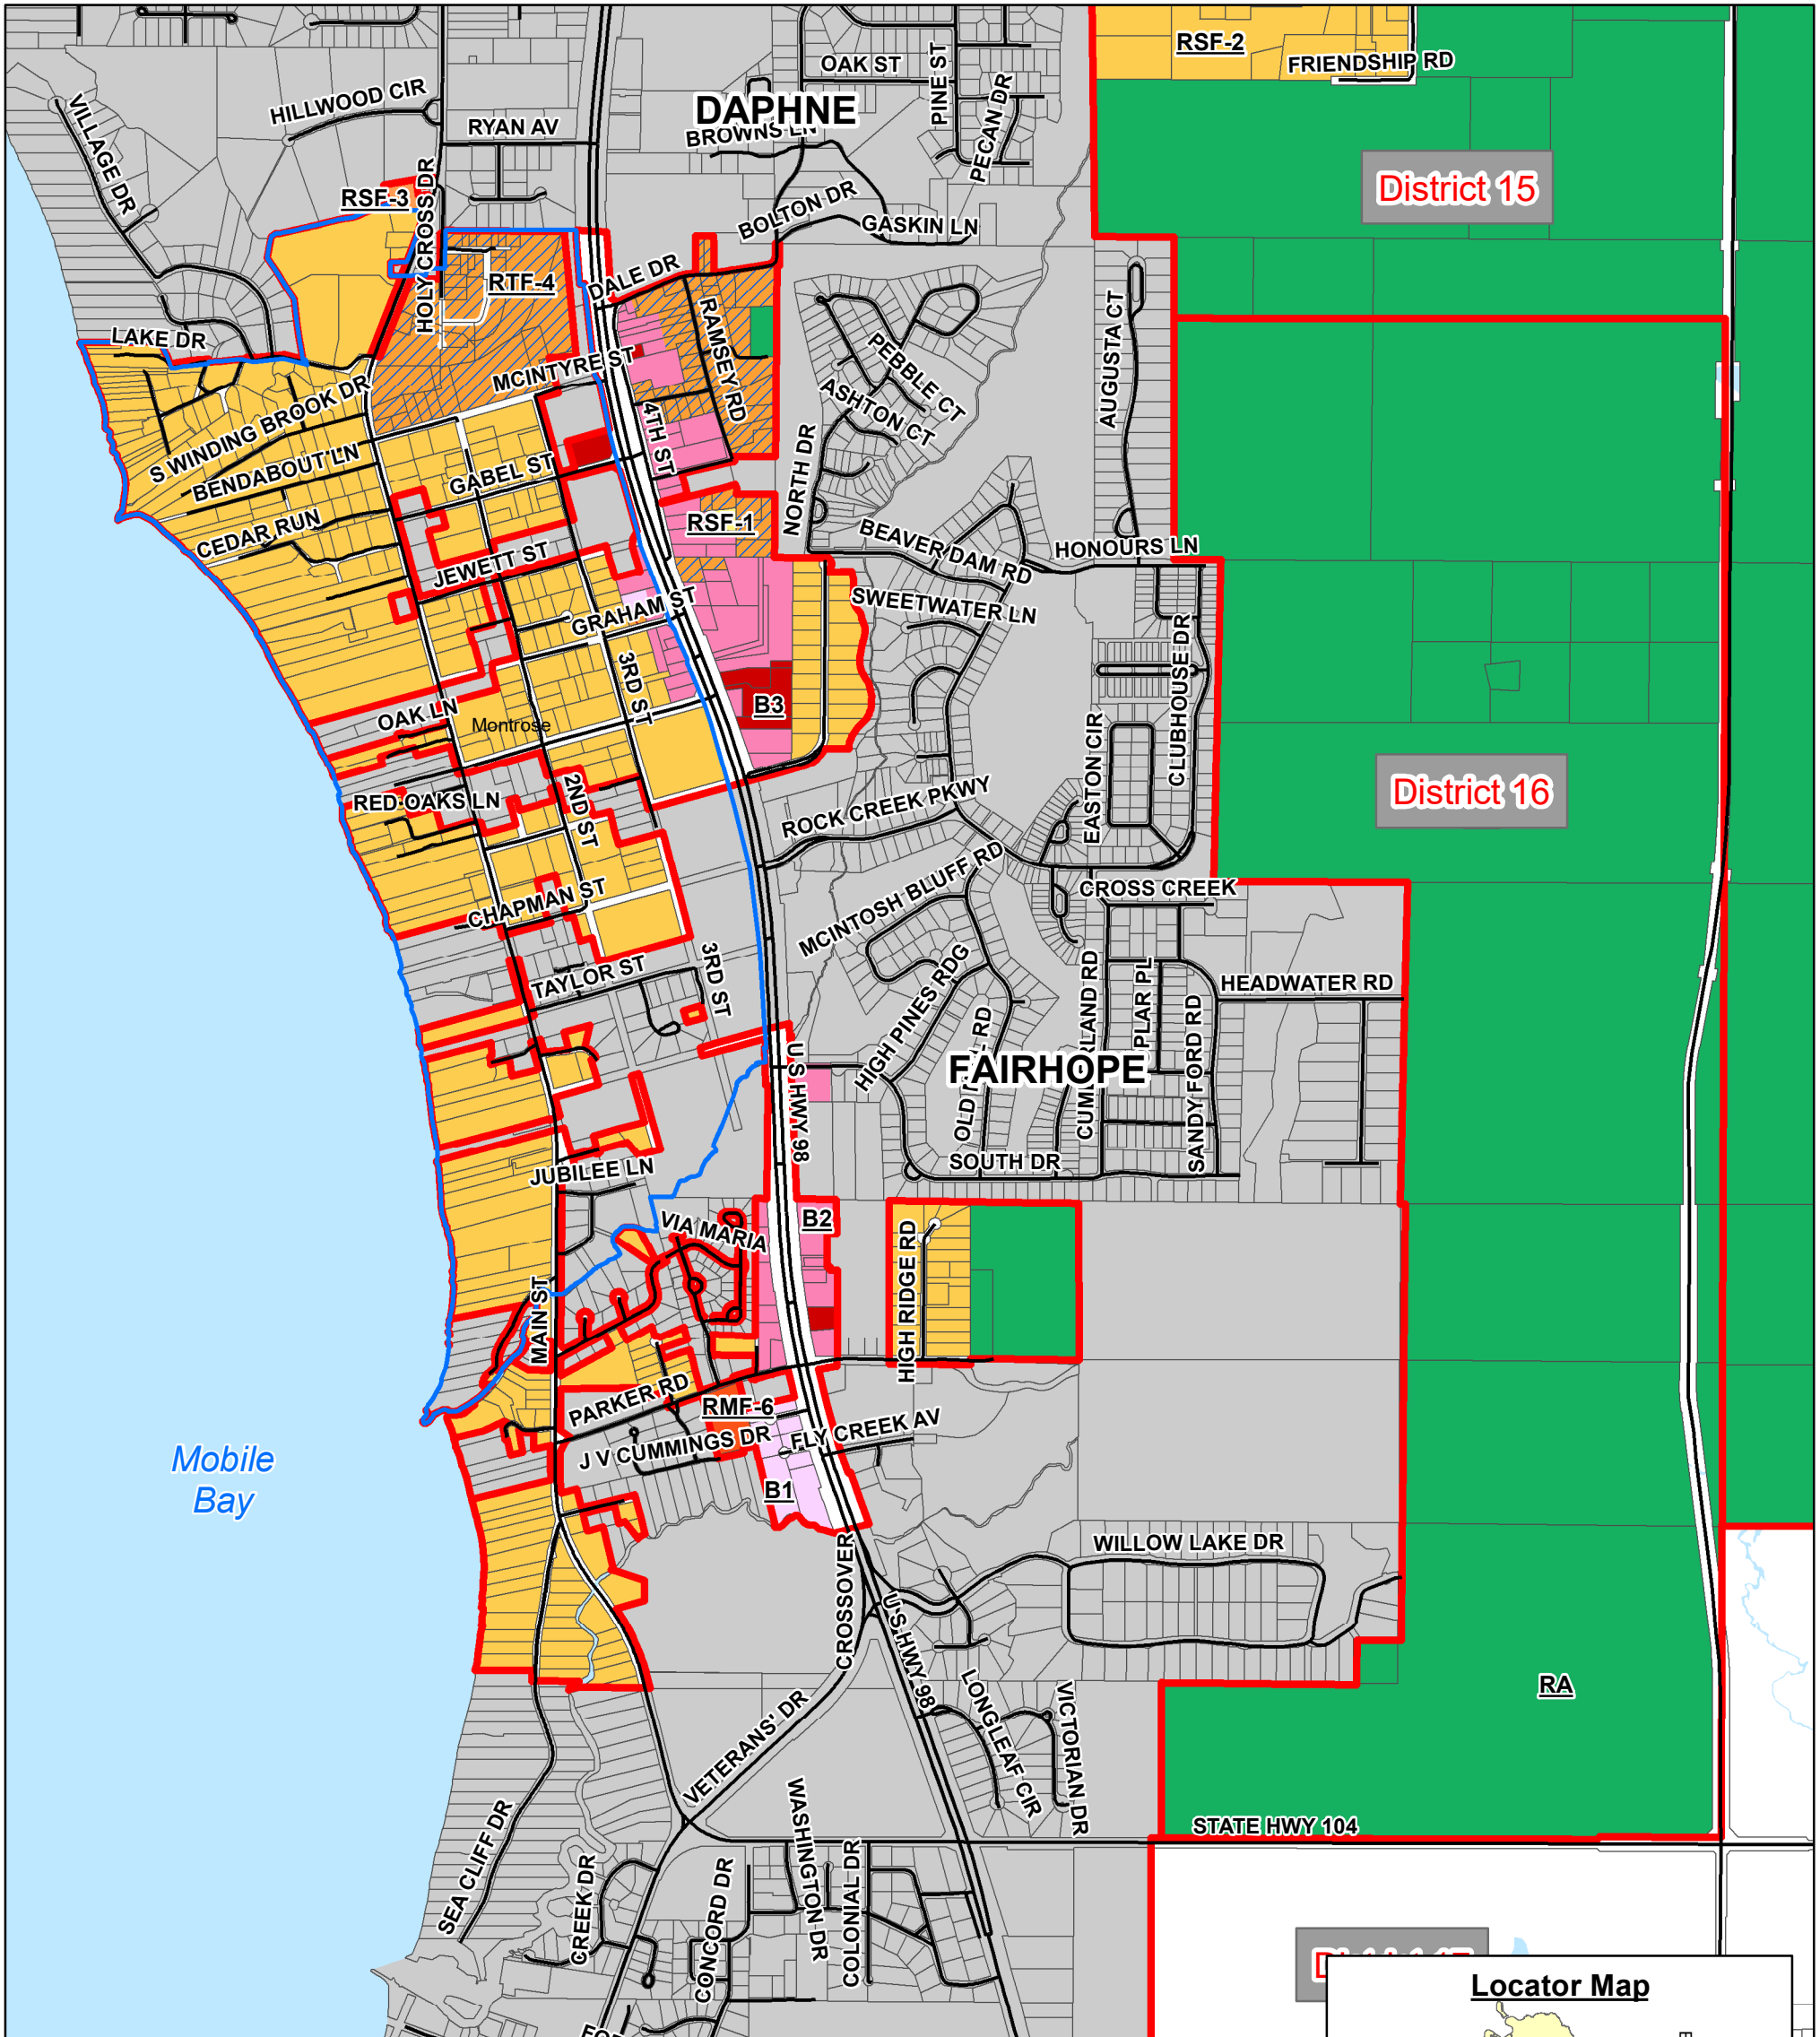 RSF-2
FRIENDSHIP RD
OAK ST
PINE ST
PECAN DR
DAPHNE
BROWNS LN
HILLWOOD CIR
VILLAGE DR
RYAN AV
District 15
RSF-3
HOLY CROSS DR
BOLTON DR
GASKIN LN
RTF-4
DALE DR
RAMSEY RD
LAKE DR
MCINTYRE ST
PEBBLE CT
AUGUSTA CT
ASHTON CT
4TH ST
S WINDING BROOK DR
BENDABOUT LN
GABEL ST
NORTH DR
CEDAR RUN
RSF-1
BEAVER DAM RD
HONOURS LN
JEWETT ST
SWEETWATER LN
GRAHAM ST
CLUBHOUSE DR
3RD ST
B3
OAK LN
Montrose
EASTON CIR
District 16
RED OAKS LN
2ND ST
ROCK CREEK PKWY
MCINTOSH BLUFF RD
CROSS CREEK
CHAPMAN ST
TAYLOR ST
3RD ST
HIGH PINES RDG
HEADWATER RD
SANDY FORD RD
FAIRHOPE
U S HWY 98
SOUTH DR
JUBILEE LN
VIA MARIA
B2
HIGH RIDGE RD
MAIN ST
PARKER RD
RMF-6
J V CUMMINGS DR
FLY CREEK AV
B1
Mobile
Bay
WILLOW LAKE DR
CROSSOVER
U S HWY 98
RA
LONGLEAF CIR
VICTORIAN DR
VETERANS' DR
WASHINGTON DR
STATE HWY 104
SEA CLIFF DR
CREEK DR
CONCORD DR
COLONIAL DR
Locator Map